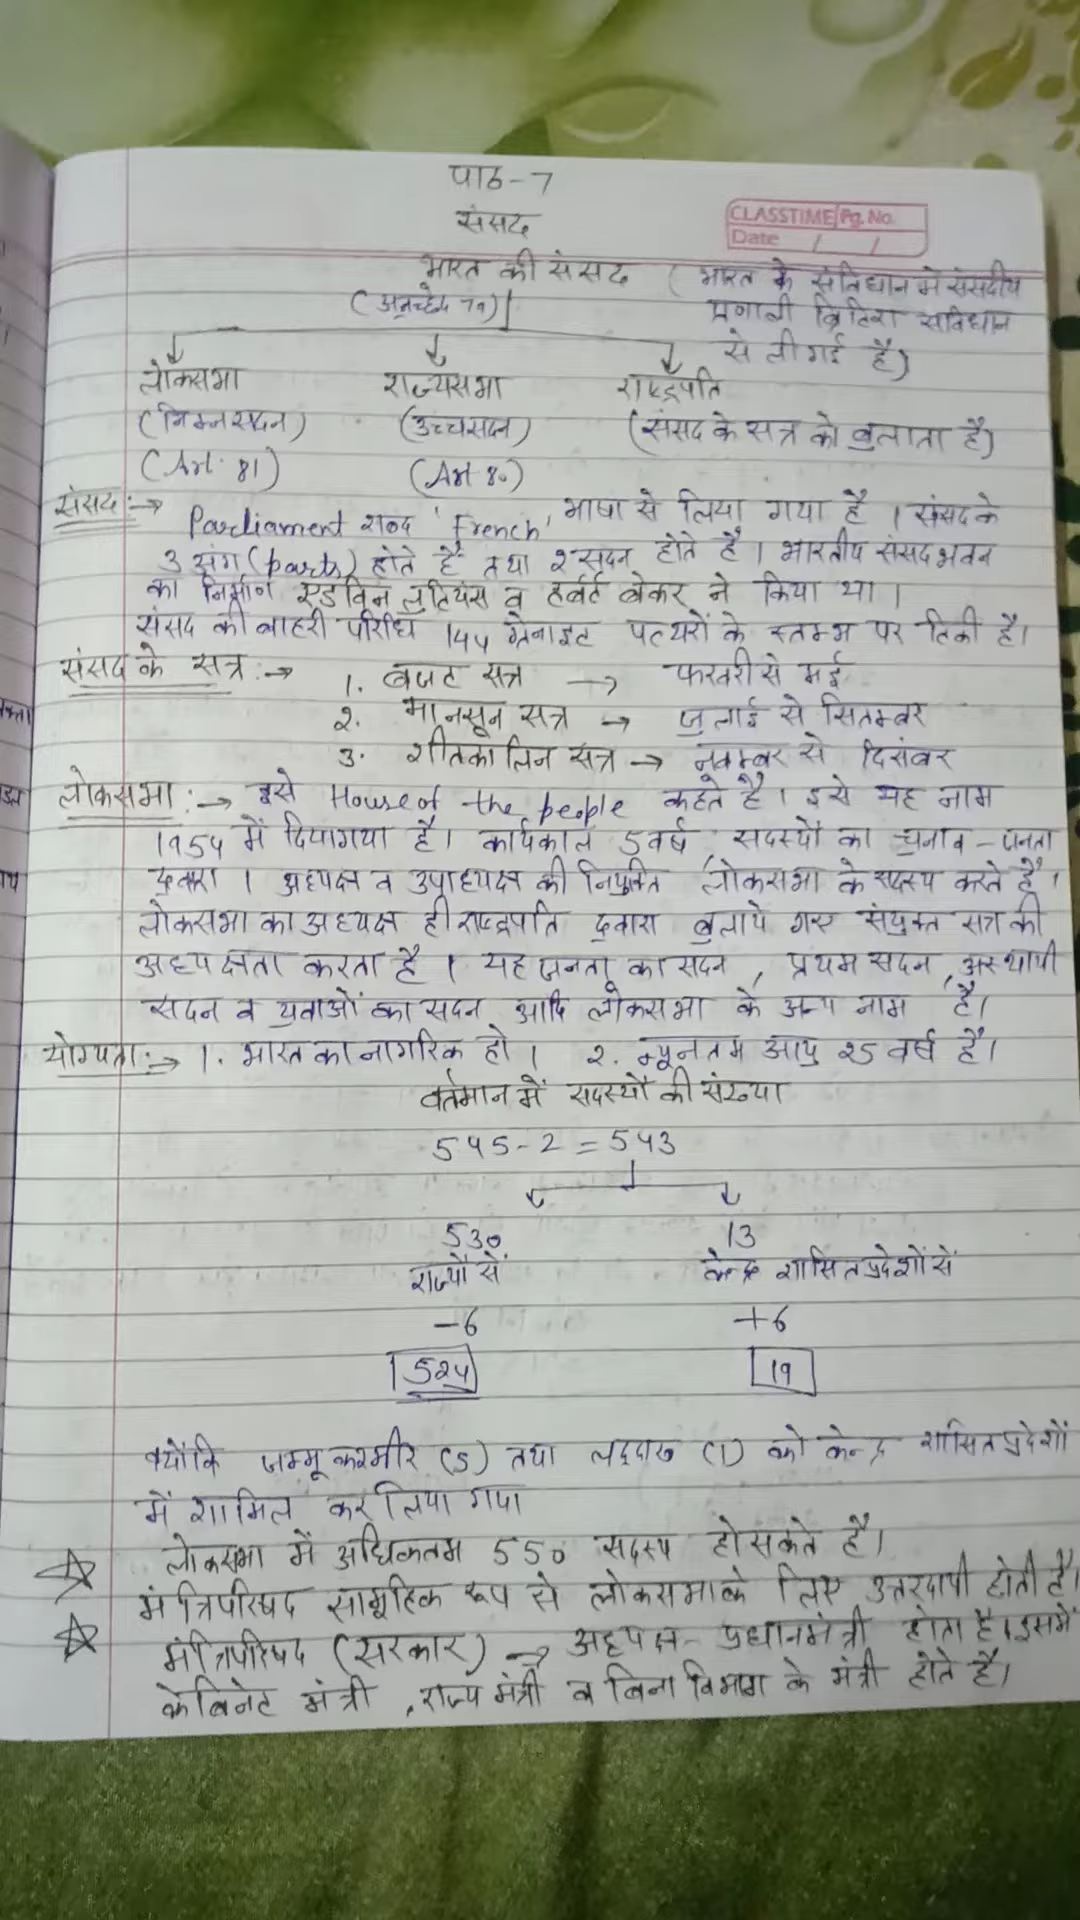 पाठ-7
संसद
CLASSTIME Pg. No.
Date / /
भारत की संसद (भारत के संविधान में संसदीय
(अनुच्छेद 79) प्रणाली ब्रिटिश संविधान
से ली गई है)
लोकसभा राज्यसभा राष्ट्रपति
(निम्न सदन) (उच्चसदन) (संसद के सत्र को बुलाता है)
(Art. 81) (Art 80)
संसद :→ Parliament शब्द 'French' भाषा से लिया गया है । संसद के
3 अंग (parts) होते हैं तथा 2 सदन होते है । भारतीय संसद भवन
का निर्माण एडविन लुटियंस व हर्बर्ट बेकर ने किया था ।
संसद की बाहरी परिधि 144 ग्रेनाइट पत्थरों के स्तम्भ पर टिकी है।
संसद के सत्र :→ 1. बजट सत्र → फरवरी से मई
2. मानसून सत्र → जुलाई से सितम्बर
3. शीतकालिन सत्र → नवम्बर से दिसंबर
लोकसभा :→ इसे House of the people कहते है । इसे यह नाम
1954 में दिया गया है। कार्यकाल 5 वर्ष, सदस्यों का चुनाव - जनता
द्वारा । अध्यक्ष व उपाध्यक्ष की नियुक्ति लोकसभा के सदस्य करते है ।
लोकसभा का अध्यक्ष ही राष्ट्रपति द्वारा बुलाये गए संयुक्त सत्र की
अध्यक्षता करता है । यह जनता का सदन , प्रथम सदन , अस्थायी
सदन व युवाओं का सदन आदि लोकसभा के अन्य नाम है।
योग्यता :→ 1. भारत का नागरिक हो । 2. न्यूनतम आयु 25 वर्ष है।
वर्तमान में सदस्यों की संख्या
545 - 2 = 543
530 13
राज्यों से केन्द्र शासित प्रदेशों से
-6 +6
524 19
क्योंकि जम्मू कश्मीर (5) तथा लद्दाख (1) को केन्द्र शासित प्रदेशों
में शामिल कर लिया गया
लोकसभा में अधिकतम 550 सदस्य हो सकते है।
☆ मंत्रिपरिषद सामूहिक रूप से लोकसभा के लिए उत्तरदायी होती है।
☆ मंत्रिपरिषद (सरकार) → अध्यक्ष - प्रधानमंत्री होता है। इसमें
केबिनेट मंत्री , राज्य मंत्री व बिना विभाग के मंत्री होते है।